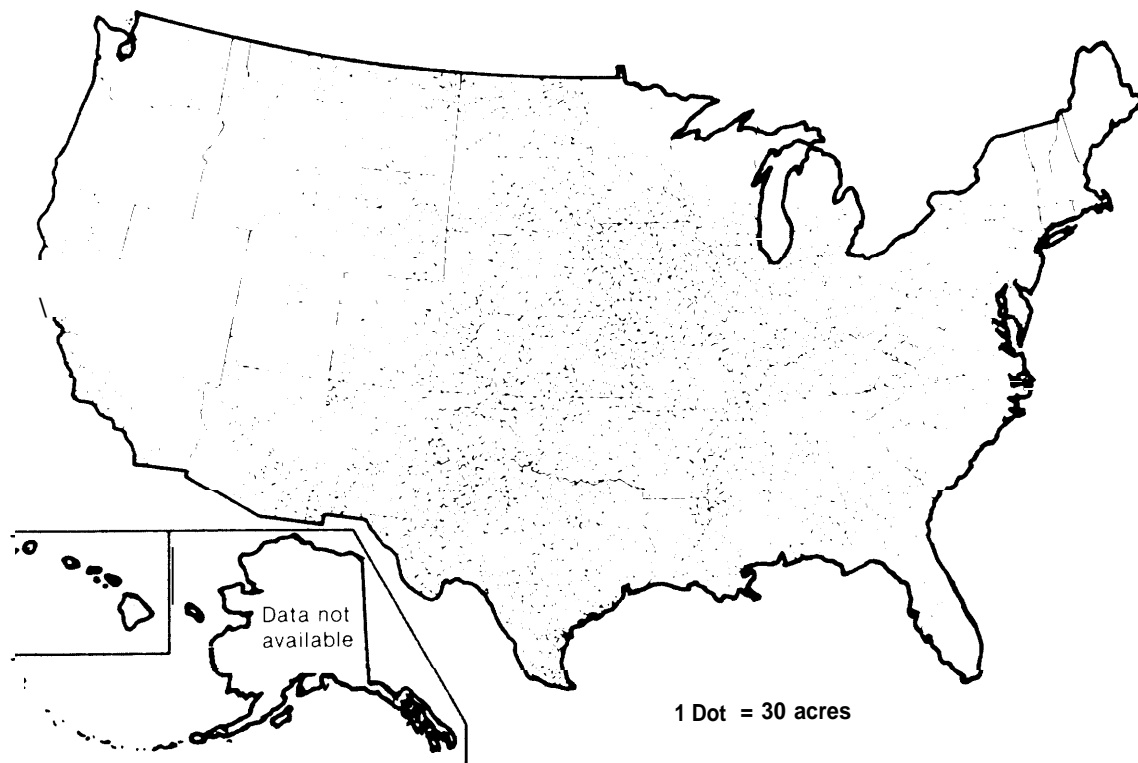 Data not
available
1 Dot = 30 acres